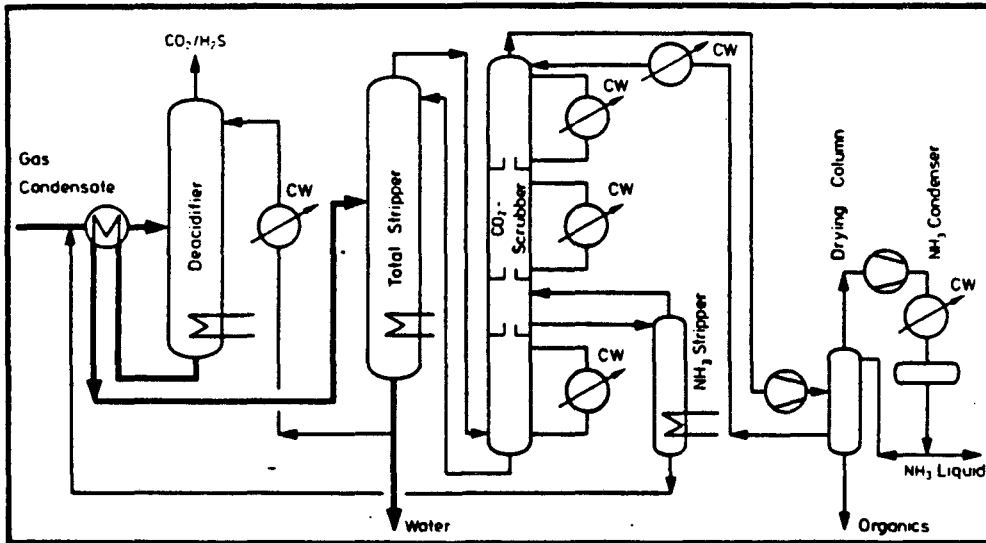 CO2/H2S
Gas
Condensate
Deacidifier
CW
Total Stripper
CO2-
Scrubber
CW
CW
CW
CW
NH3 Stripper
Drying Column
NH3 Condenser
CW
NH3 Liquid
Water
Organics